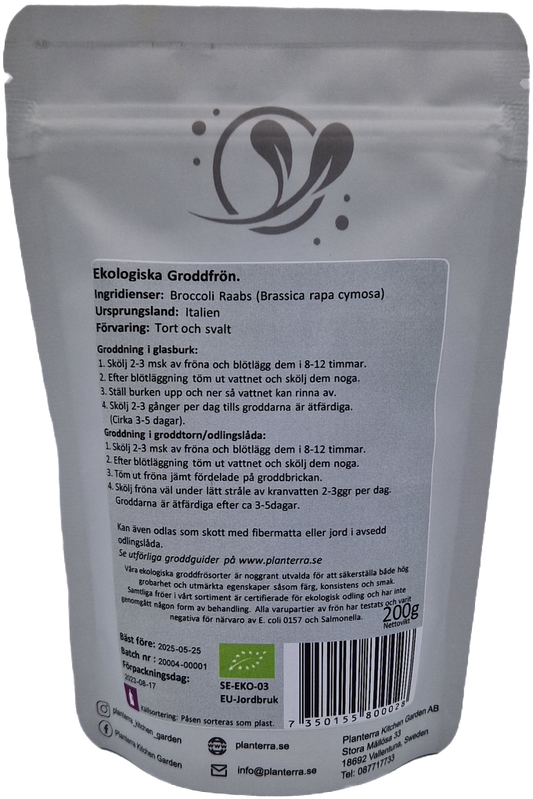 Ekologiska Groddfrön.
Ingridienser: Broccoli Raabs (Brassica rapa cymosa)
Ursprungsland: Italien
Förvaring: Tort och svalt
Groddning i glasburk:
1. Skölj 2-3 msk av fröna och blötlägg dem i 8-12 timmar.
2. Efter blötläggning töm ut vattnet och skölj dem noga.
3. Ställ burken upp och ner så vattnet kan rinna av.
4. Skölj 2-3 gånger per dag tills groddarna är ätfärdiga.
(Cirka 3-5 dagar).
Groddning i groddtorn/odlingslåda:
1. Skölj 2-3 msk av fröna och blötlägg dem i 8-12 timmar.
2. Efter blötläggning töm ut vattnet och skölj dem noga.
3. Töm ut fröna jämt fördelade på groddbrickan.
4. Skölj fröna väl under lätt stråle av kranvatten 2-3ggr per dag.
Groddarna är ätfärdiga efter ca 3-5dagar.
Kan även odlas som skott med fibermatta eller jord i avsedd
odlingslåda.
Se utförliga groddguider på www.planterra.se
Våra ekologiska groddfrösorter är noggrant utvalda för att säkerställa både hög
grobarhet och utmärkta egenskaper såsom färg, konsistens och smak.
Samtliga fröer i vårt sortiment är certifierade för ekologisk odling och har inte
genomgått någon form av behandling. Alla varupartier av frön har testats och varit
negativa för närvaro av E. coli 0157 och Salmonella.
200g
Nettovikt
Bäst före: 2025-05-25
Batch nr : 20004-00001
Förpackningsdag:
2023-08-17
SE-EKO-03
EU-Jordbruk
7 350155 800028
Källsortering: Påsen sorteras som plast.
planterra_kitchen_garden
Planterra Kitchen Garden
planterra.se
info@planterra.se
Planterra Kitchen Garden AB
Stora Mällösa 33
18692 Vallentuna, Sweden
Tel: 087717733